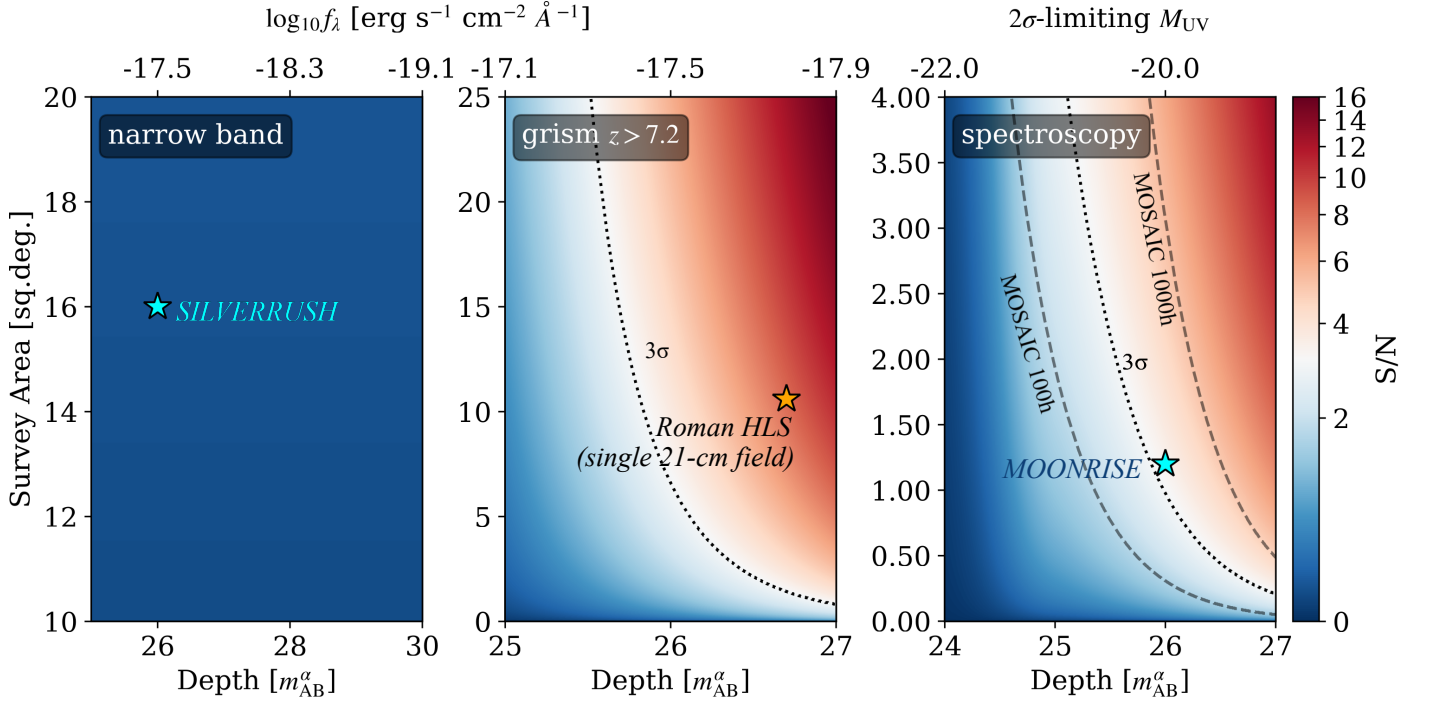 log₁₀f_λ [erg s⁻¹ cm⁻² Å⁻¹]
2σ-limiting M_UV
-17.5 -18.3 -19.1 -17.1 -17.5 -17.9 -22.0 -20.0
narrow band
SILVERRUSH
Survey Area [sq.deg.]
20
18
16
14
12
10
26 28 30
Depth [m_AB^α]
grism z > 7.2
3σ
Roman HLS
(single 21-cm field)
25
20
15
10
5
0
25 26 27
Depth [m_AB^α]
spectroscopy
MOSAIC 100h
MOSAIC 1000h
3σ
MOONRISE
4.00
3.50
3.00
2.50
2.00
1.50
1.00
0.50
0.00
24 25 26 27
Depth [m_AB^α]
16
14
12
10
8
6
4
2
0
S/N